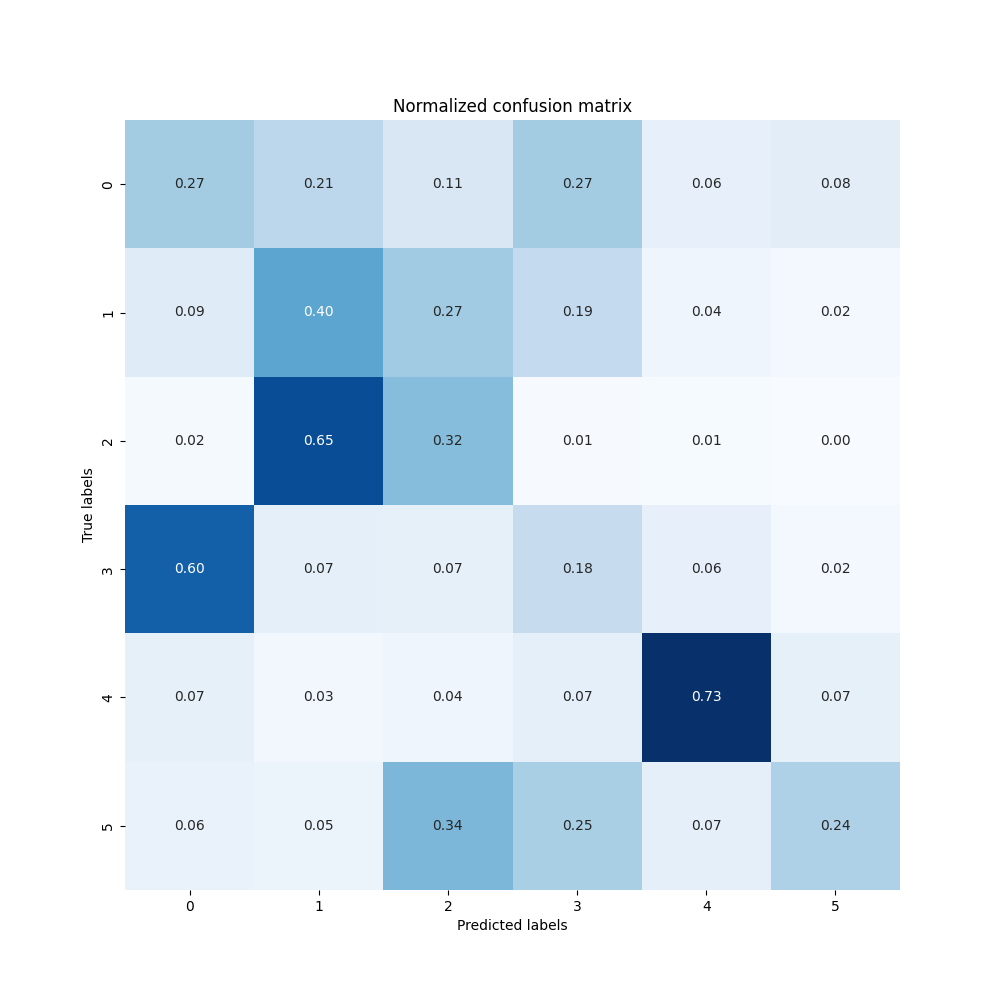 Normalized confusion matrix
0 0.27 0.21 0.11 0.27 0.06 0.08
1 0.09 0.40 0.27 0.19 0.04 0.02
2 0.02 0.65 0.32 0.01 0.01 0.00
True labels
3 0.60 0.07 0.07 0.18 0.06 0.02
4 0.07 0.03 0.04 0.07 0.73 0.07
5 0.06 0.05 0.34 0.25 0.07 0.24
0 1 2 3 4 5
Predicted labels